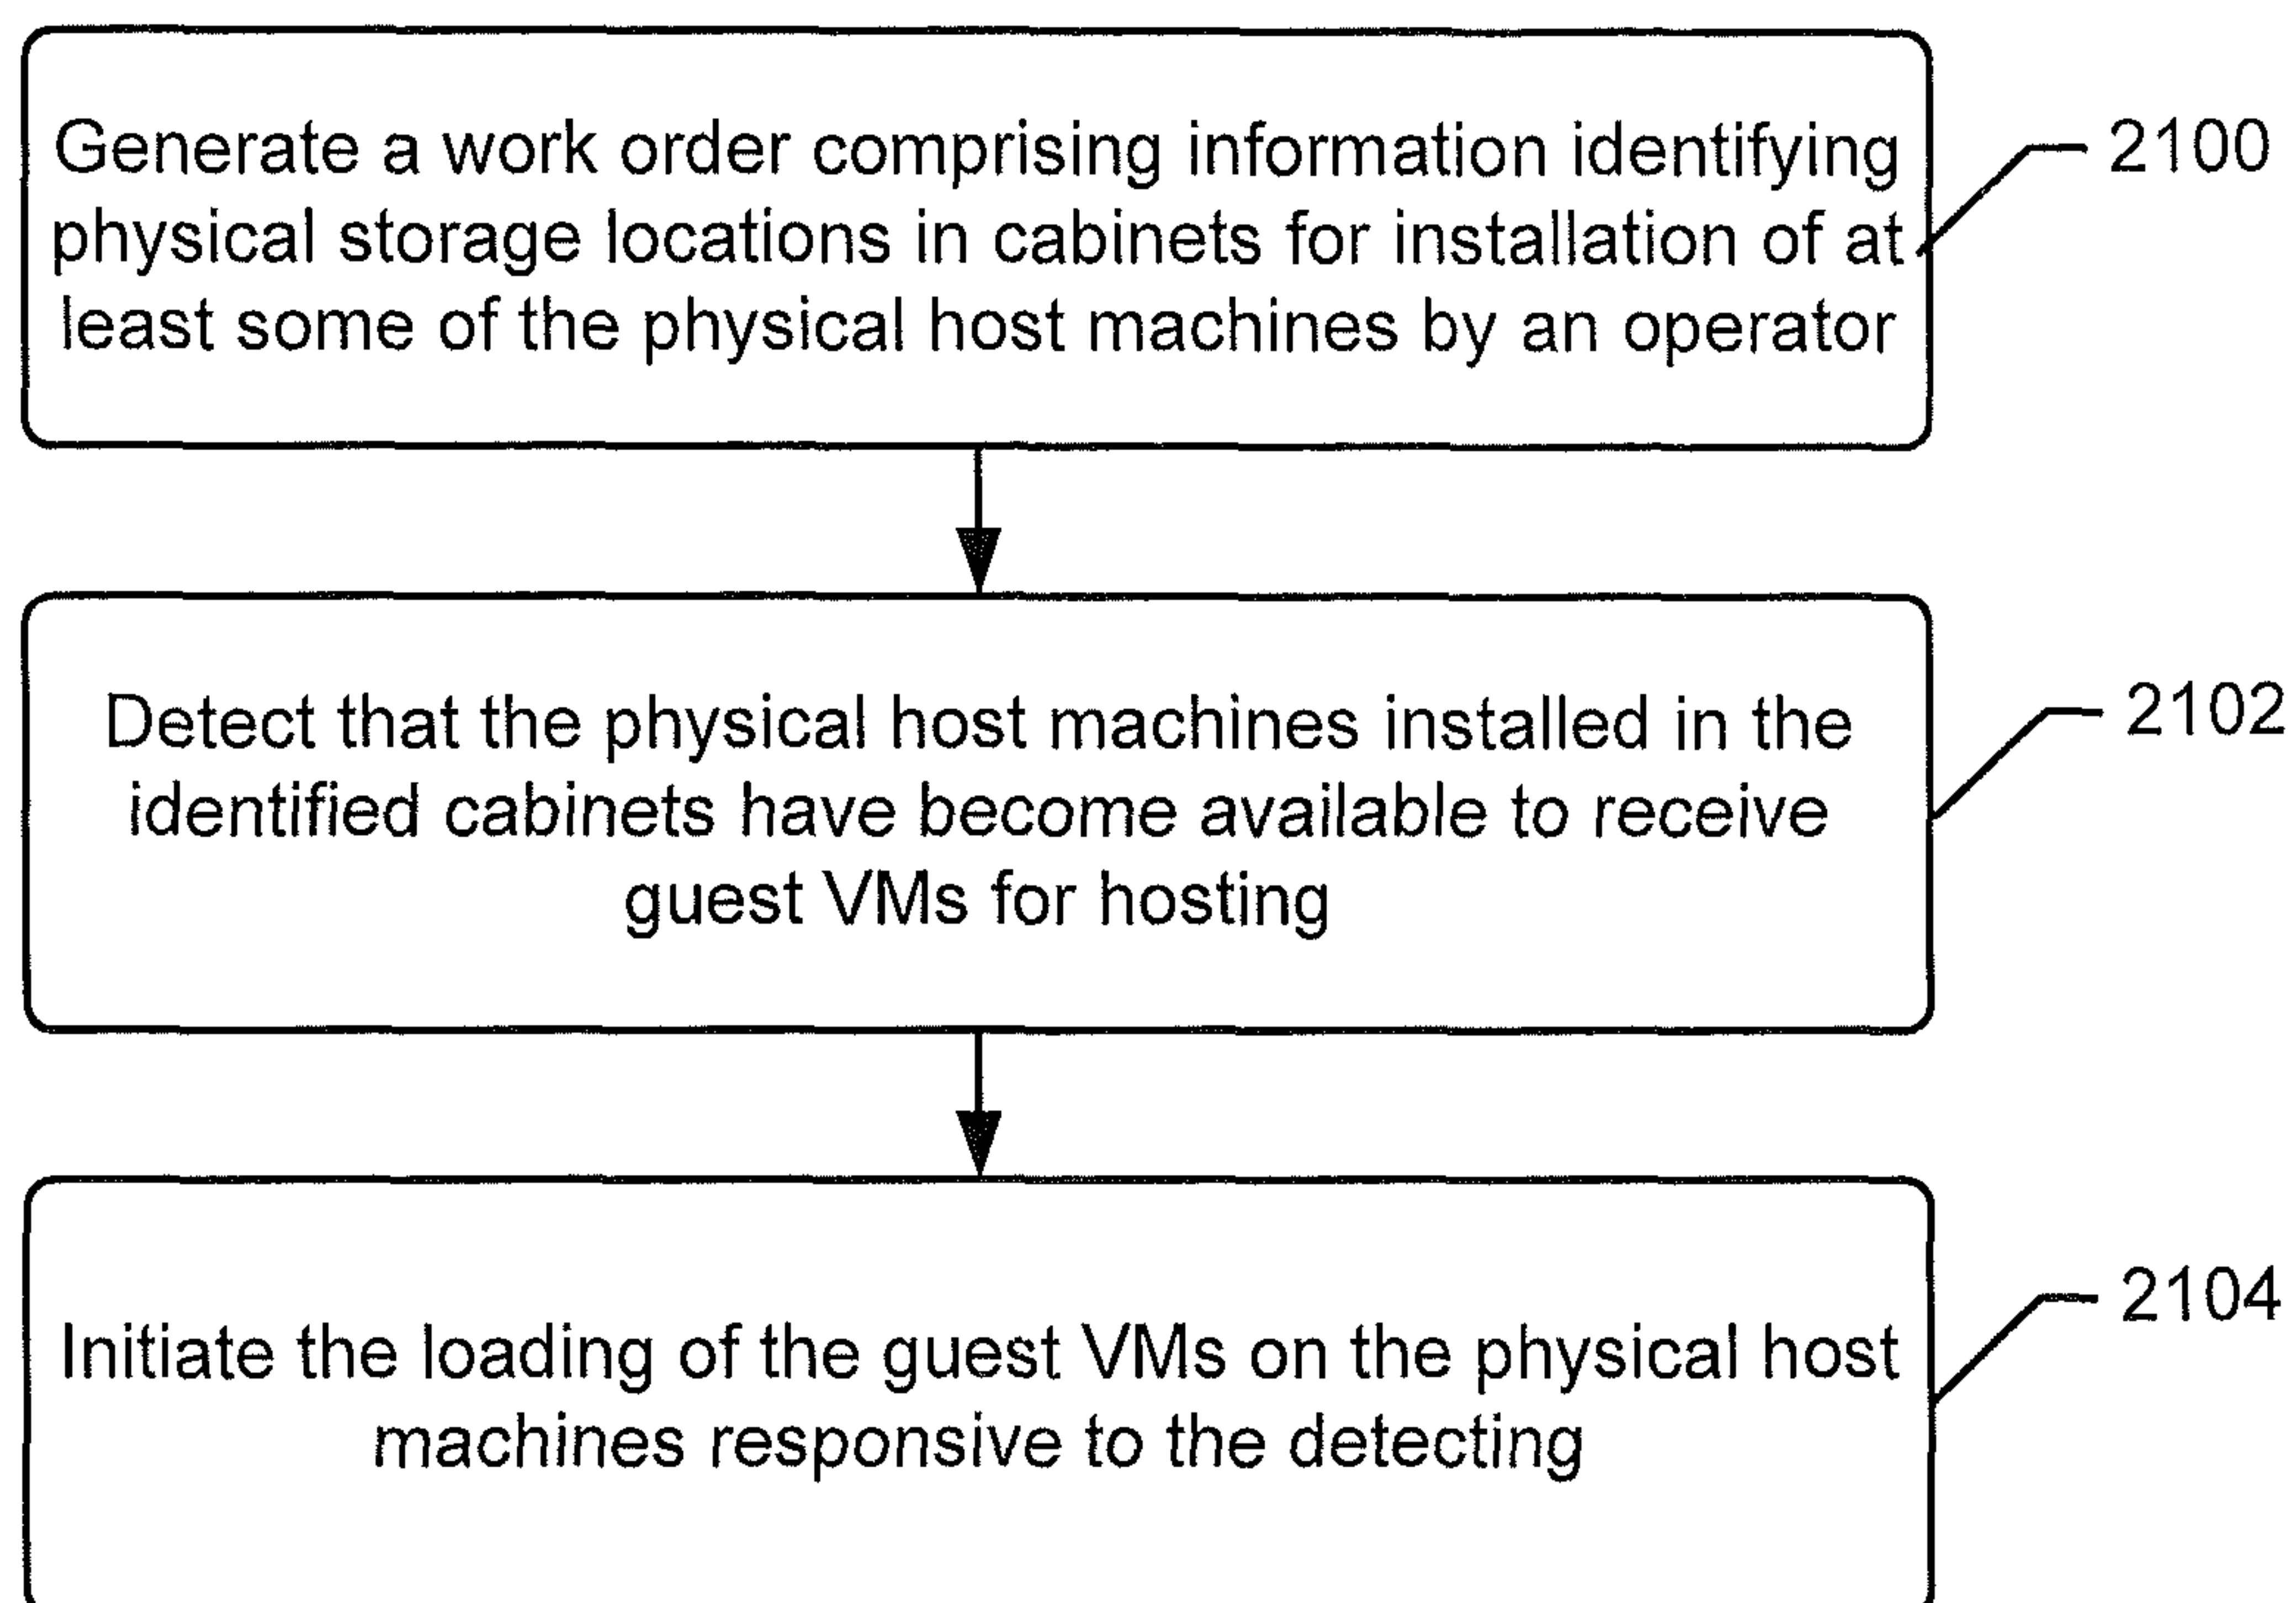 Generate a work order comprising information identifying
physical storage locations in cabinets for installation of at
least some of the physical host machines by an operator
2100
Detect that the physical host machines installed in the
identified cabinets have become available to receive
guest VMs for hosting
2102
Initiate the loading of the guest VMs on the physical host
machines responsive to the detecting
2104